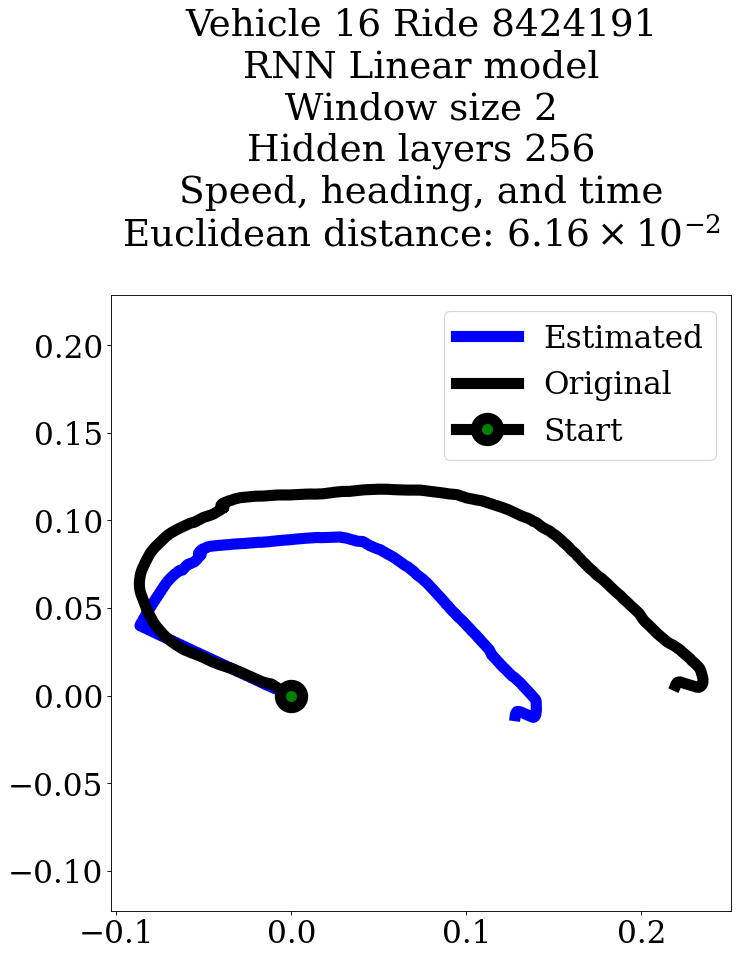 Vehicle 16 Ride 8424191
RNN Linear model
Window size 2
Hidden layers 256
Speed, heading, and time
Euclidean distance: 6.16 × 10⁻²
Estimated
Original
Start
0.20
0.15
0.10
0.05
0.00
−0.05
−0.10
−0.1 0.0 0.1 0.2